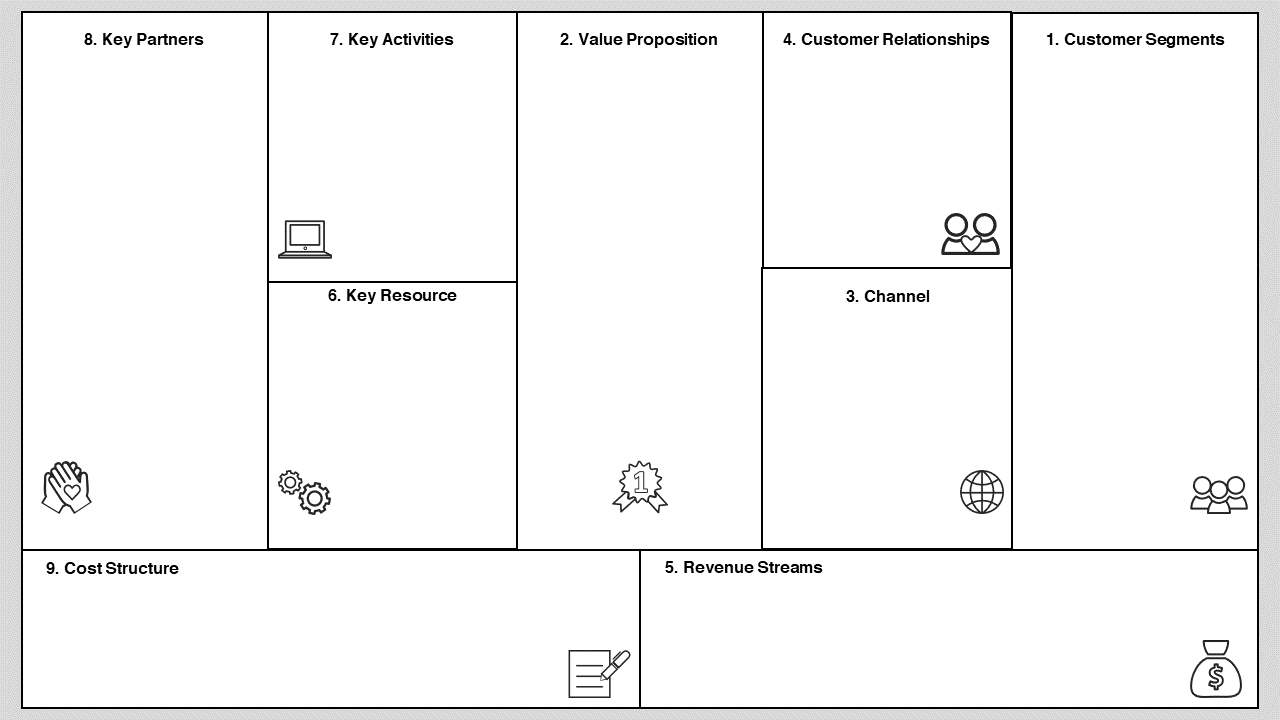 8. Key Partners
7. Key Activities
2. Value Proposition
4. Customer Relationships
1. Customer Segments
6. Key Resource
3. Channel
1
9. Cost Structure
5. Revenue Streams
$